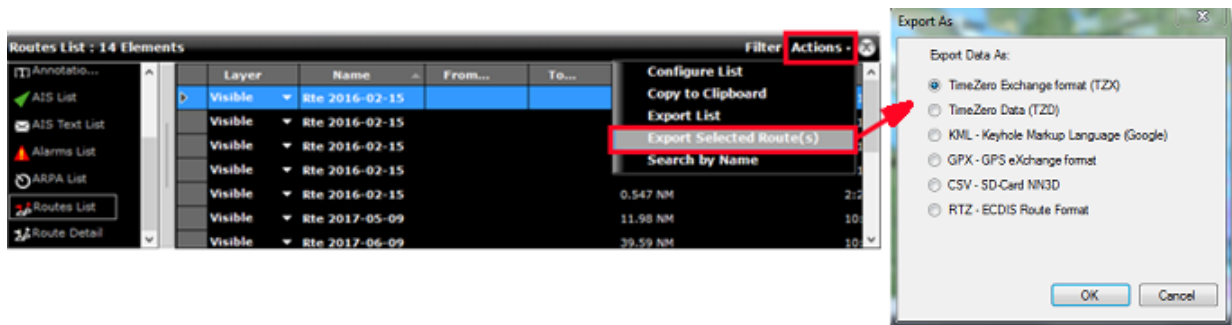 Export As
Routes List : 14 Elements
Filter Actions
Annotatio...
AIS List
AIS Text List
Alarms List
ARPA List
Routes List
Route Detail
Layer Name From... To...
Visible Rte 2016-02-15
Visible Rte 2016-02-15
Visible Rte 2016-02-15
Visible Rte 2016-02-15
Visible Rte 2016-02-15 0.547 NM 2:2
Visible Rte 2017-05-09 11.98 NM 10:
Visible Rte 2017-06-09 39.59 NM 10:
Configure List
Copy to Clipboard
Export List
Export Selected Route(s)
Search by Name
Export Data As:
TimeZero Exchange format (TZX)
TimeZero Data (TZD)
KML - Keyhole Markup Language (Google)
GPX - GPS eXchange format
CSV - SD-Card NN3D
RTZ - ECDIS Route Format
OK Cancel